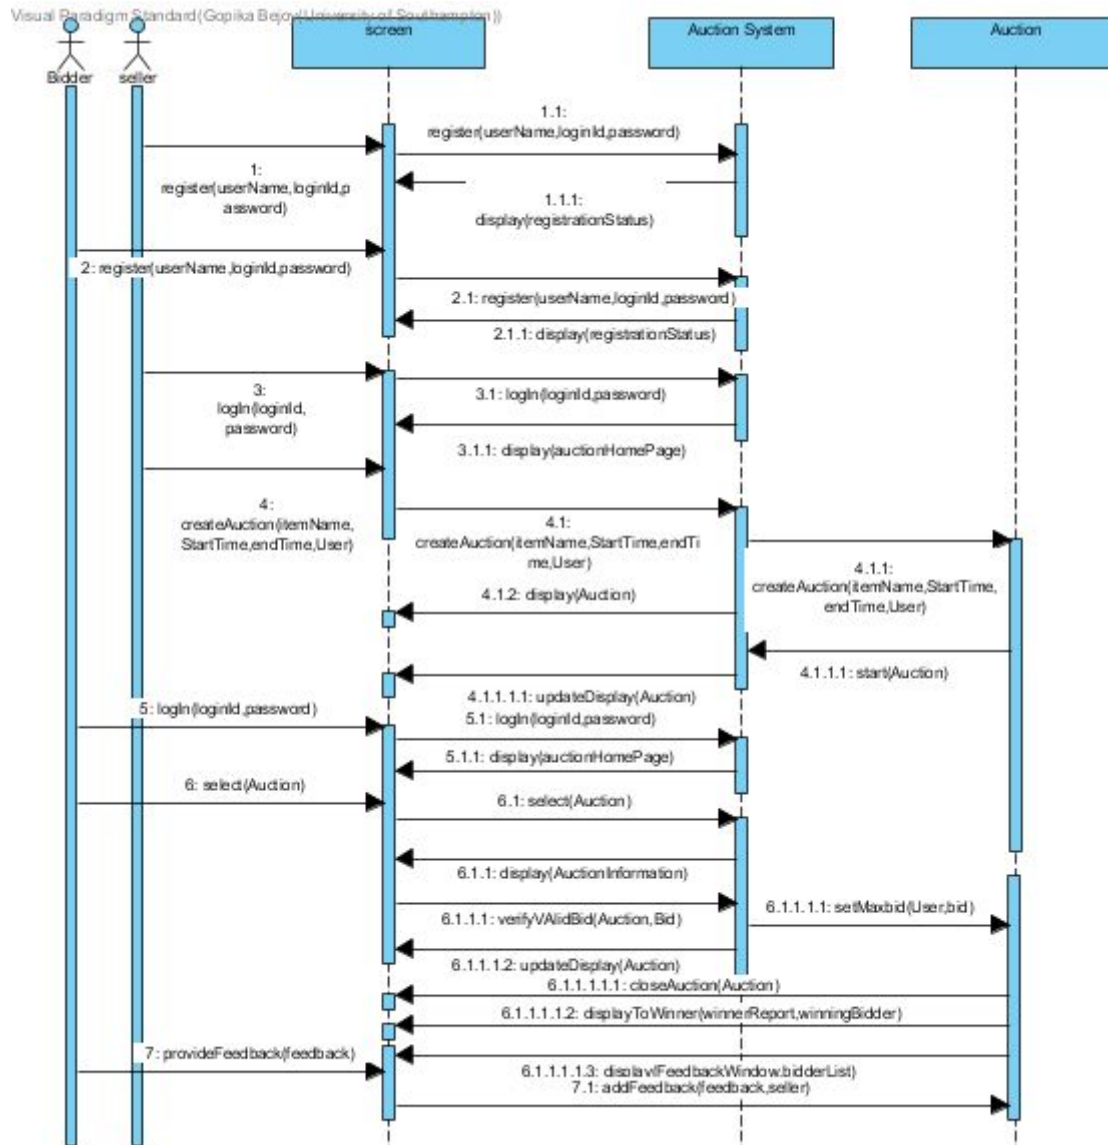 Visual Paradigm Standard(Gopika Bejoy(University of Southampton))
Bidder
seller
screen
Auction System
Auction
1.1:
register(userName,loginId,password)
1:
register(userName,loginId,p
assword)
1.1.1:
display(registrationStatus)
2: register(userName,loginId,password)
2.1: register(userName,loginId,password)
2.1.1: display(registrationStatus)
3:
logIn(loginId,
password)
3.1: logIn(loginId,password)
3.1.1: display(auctionHomePage)
4:
createAuction(itemName,
StartTime,endTime,User)
4.1:
createAuction(itemName,StartTime,endTi
me,User)
4.1.1:
createAuction(itemName,StartTime,
endTime,User)
4.1.2: display(Auction)
4.1.1.1: start(Auction)
4.1.1.1.1: updateDisplay(Auction)
5: logIn(loginId,password)
5.1: logIn(loginId,password)
5.1.1: display(auctionHomePage)
6: select(Auction)
6.1: select(Auction)
6.1.1: display(AuctionInformation)
6.1.1.1: verifyVAlidBid(Auction,Bid)
6.1.1.1.1: setMaxbid(User,bid)
6.1.1.1.2: updateDisplay(Auction)
6.1.1.1.1.1: closeAuction(Auction)
6.1.1.1.1.2: displayToWinner(winnerReport,winningBidder)
7: provideFeedback(feedback)
6.1.1.1.1.3: display(FeedbackWindow,bidderList)
7.1: addFeedback(feedback,seller)